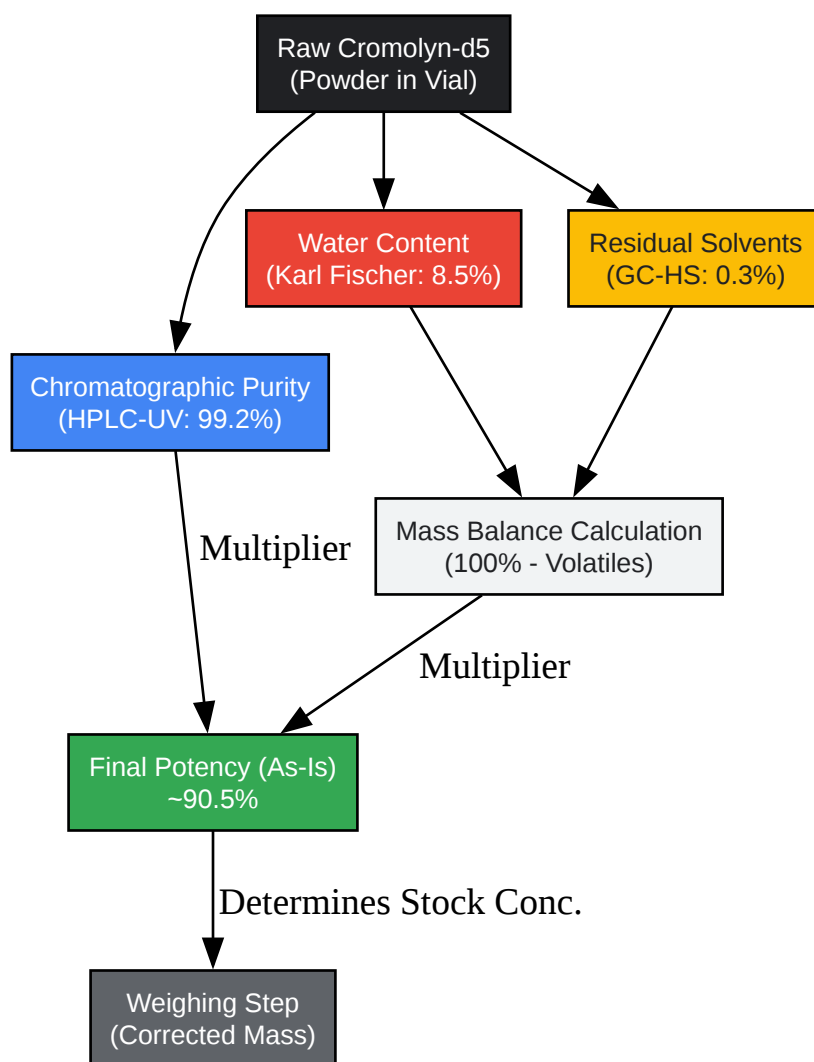 Raw Cromolyn-d5
(Powder in Vial)
Water Content
(Karl Fischer: 8.5%)
Residual Solvents
(GC-HS: 0.3%)
Chromatographic Purity
(HPLC-UV: 99.2%)
Mass Balance Calculation
(100% - Volatiles)
Multiplier
Multiplier
Final Potency (As-Is)
~90.5%
Determines Stock Conc.
Weighing Step
(Corrected Mass)